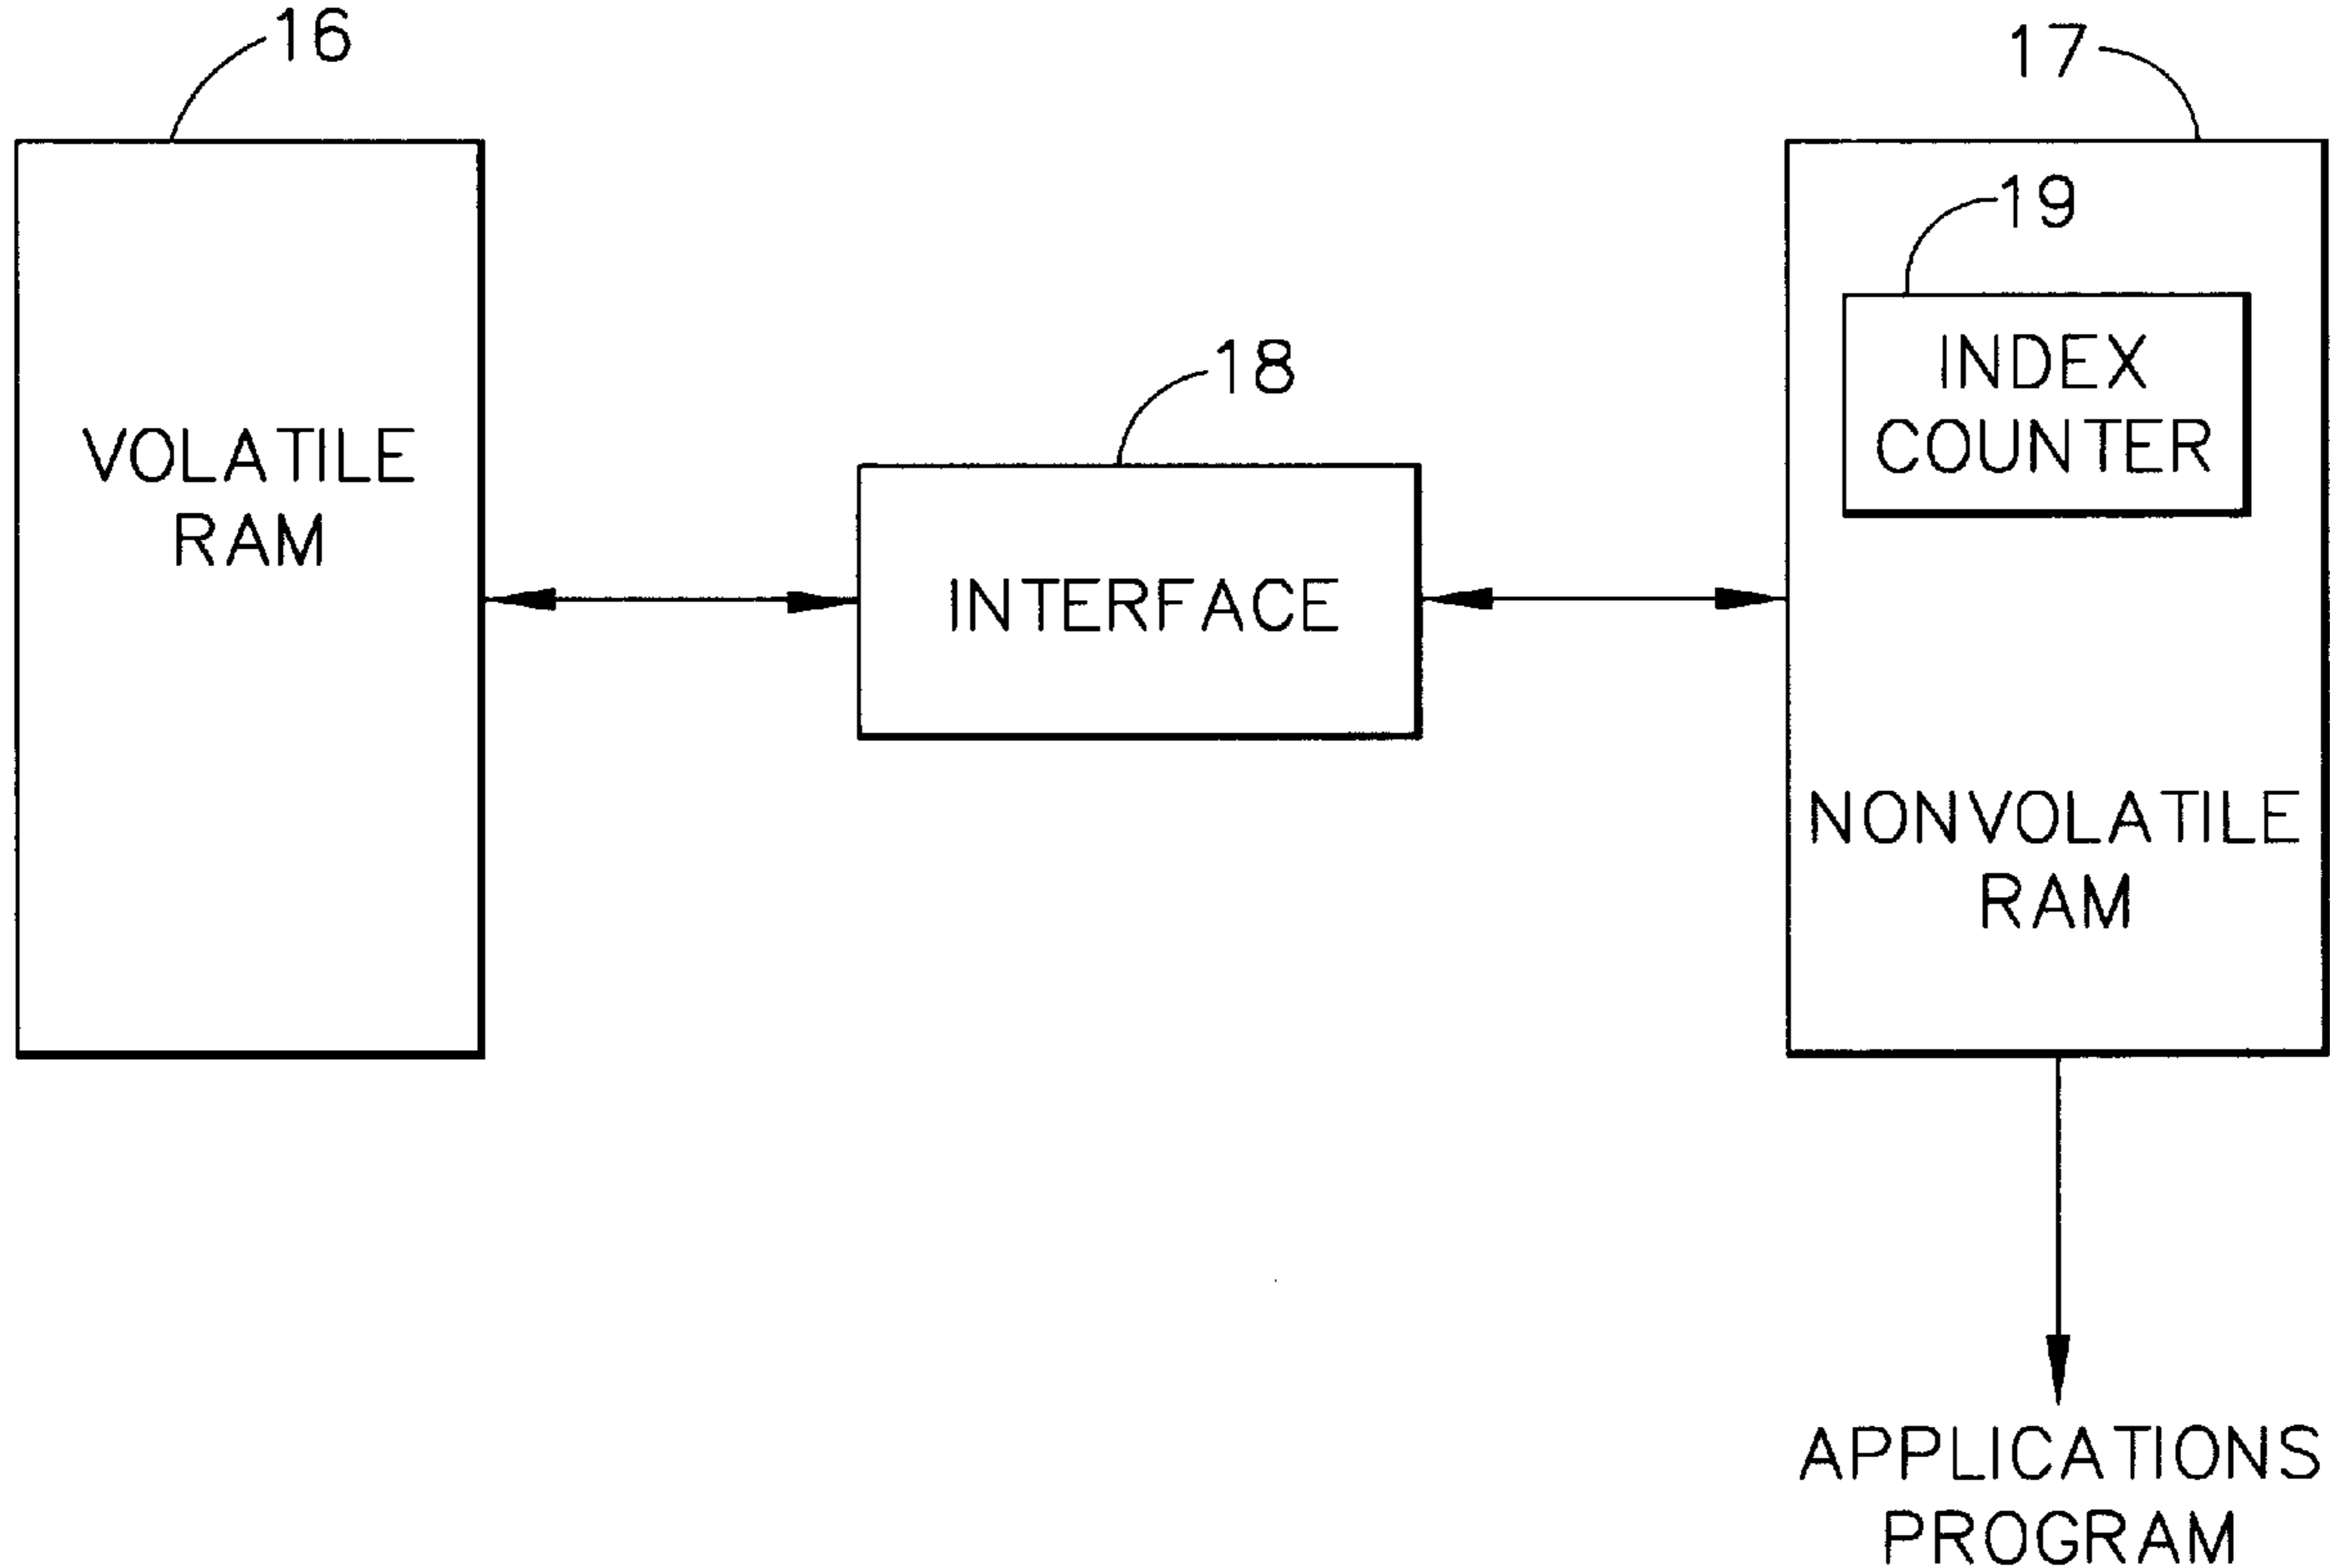 16
17
19
INDEX
COUNTER
18
VOLATILE
RAM
INTERFACE
NONVOLATILE
RAM
APPLICATIONS
PROGRAM